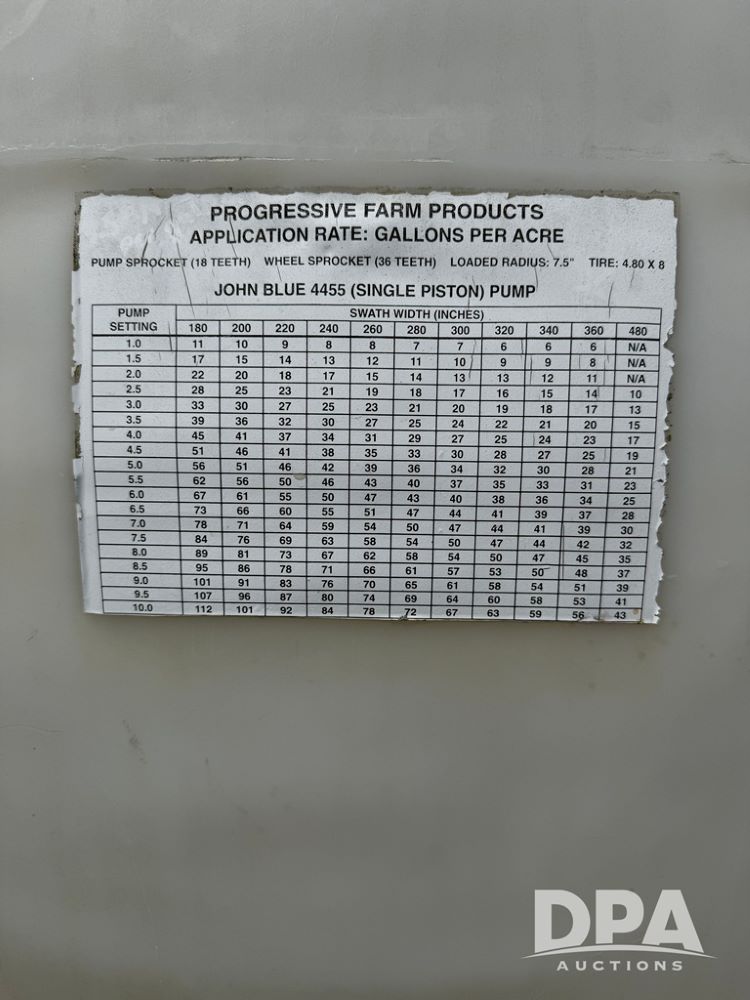 PROGRESSIVE FARM PRODUCTS
APPLICATION RATE: GALLONS PER ACRE
PUMP SPROCKET (18 TEETH) WHEEL SPROCKET (36 TEETH) LOADED RADIUS: 7.5" TIRE: 4.80 X 8
JOHN BLUE 4455 (SINGLE PISTON) PUMP
PUMP SETTING SWATH WIDTH (INCHES)
180 200 220 240 260 280 300 320 340 360 480
1.0 11 10 9 8 8 7 7 6 6 6 N/A
1.5 17 15 14 13 12 11 10 9 9 8 N/A
2.0 22 20 18 17 15 14 13 13 12 11 N/A
2.5 28 25 23 21 19 18 17 16 15 14 10
3.0 33 30 27 25 23 21 20 19 18 17 13
3.5 39 36 32 30 27 25 24 22 21 20 15
4.0 45 41 37 34 31 29 27 25 24 23 17
4.5 51 46 41 38 35 33 30 28 27 25 19
5.0 56 51 46 42 39 36 34 32 30 28 21
5.5 62 56 50 46 43 40 37 35 33 31 23
6.0 67 61 55 50 47 43 40 38 36 34 25
6.5 73 66 60 55 51 47 44 41 39 37 28
7.0 78 71 64 59 54 50 47 44 41 39 30
7.5 84 76 69 63 58 54 50 47 44 42 32
8.0 89 81 73 67 62 58 54 50 47 45 35
8.5 95 86 78 71 66 61 57 53 50 48 37
9.0 101 91 83 76 70 65 61 58 54 51 39
9.5 107 96 87 80 74 69 64 60 58 53 41
10.0 112 101 92 84 78 72 67 63 59 56 43
DPA
AUCTIONS